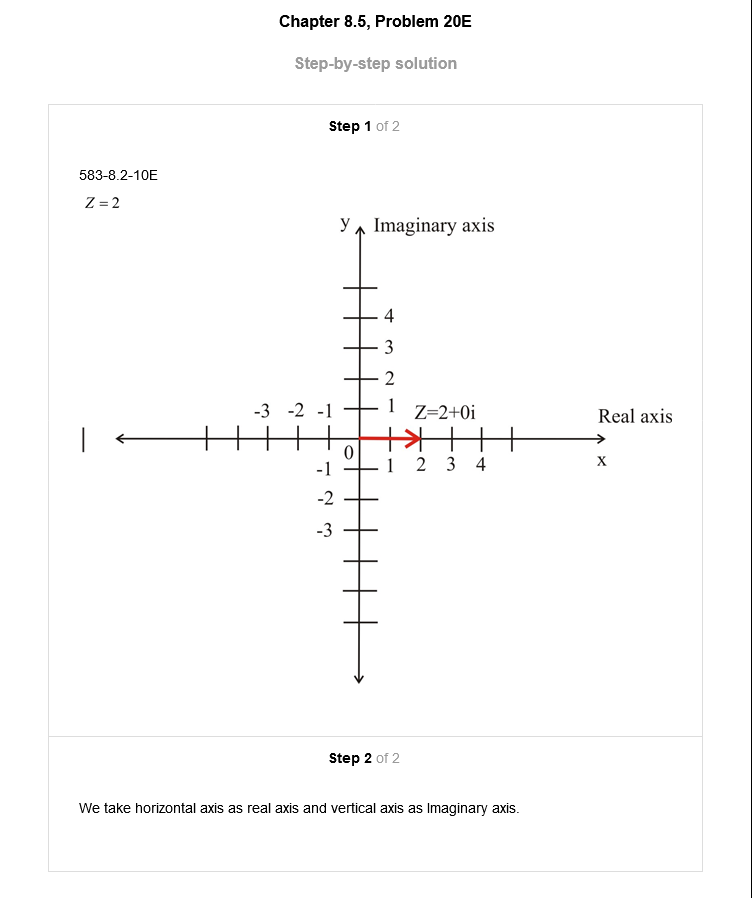 Chapter 8.5, Problem 20E
Step-by-step solution
Step 1 of 2
583-8.2-10E
Z = 2
y Imaginary axis
4
3
2
-3 -2 -1 1 Z=2+0i Real axis
0
-1 1 2 3 4 x
-2
-3
Step 2 of 2
We take horizontal axis as real axis and vertical axis as Imaginary axis.